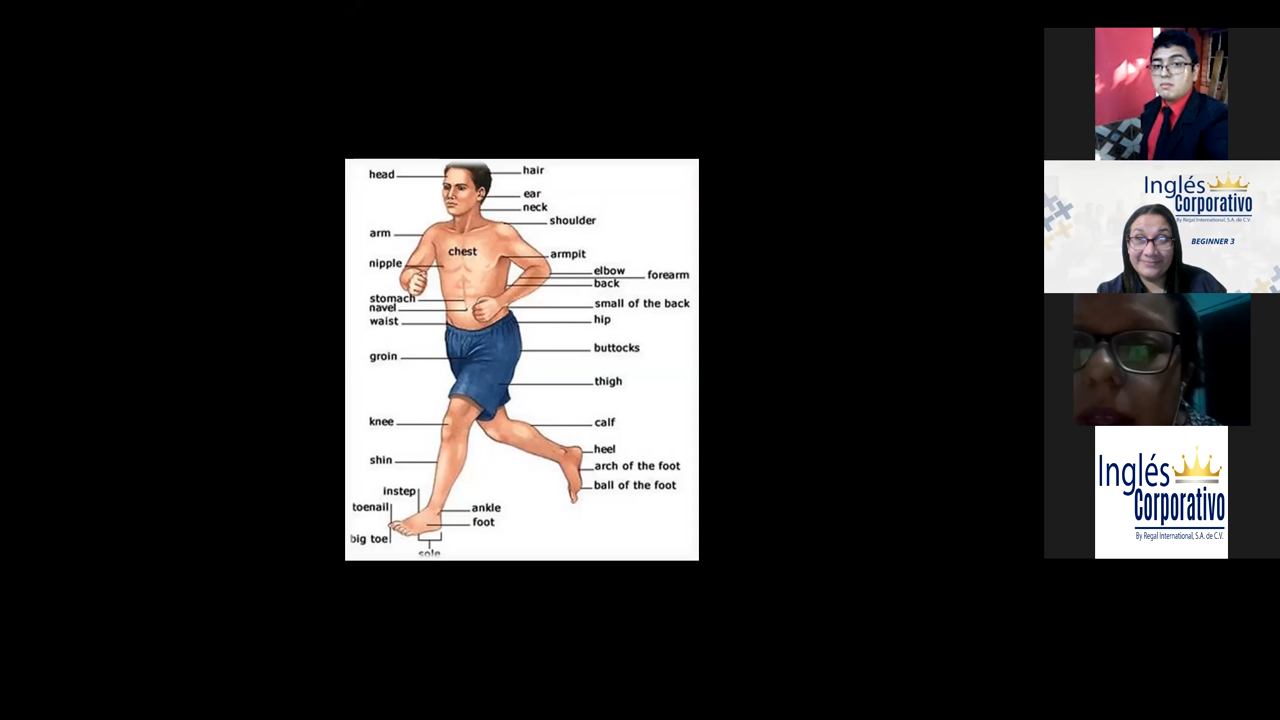 head
hair
ear
neck
shoulder
arm
chest
armpit
nipple
elbow
forearm
back
stomach
navel
small of the back
waist
hip
groin
buttocks
thigh
knee
calf
shin
heel
arch of the foot
ball of the foot
instep
toenail
ankle
foot
big toe
sole
Inglés
Corporativo
By Regal International, S.A. de C.V.
BEGINNER 3
Inglés
Corporativo
By Regal International, S.A. de C.V.